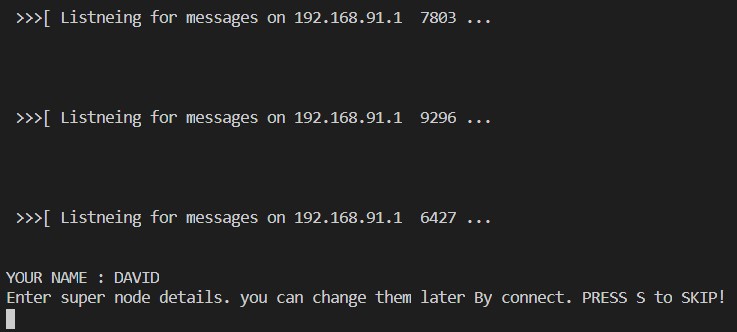 >>>[ Listneing for messages on 192.168.91.1  7803 ...
>>>[ Listneing for messages on 192.168.91.1  9296 ...
>>>[ Listneing for messages on 192.168.91.1  6427 ...
YOUR NAME : DAVID
Enter super node details. you can change them later By connect. PRESS S to SKIP!